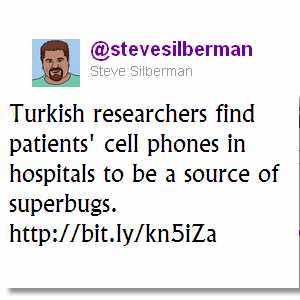 @stevesilberman
Steve Silberman
Turkish researchers find
patients' cell phones in
hospitals to be a source of
superbugs.
http://bit.ly/kn5iZa